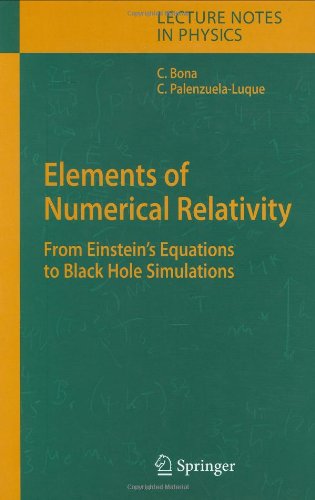 LECTURE NOTES
IN PHYSICS
C. Bona
C. Palenzuela-Luque
Elements of
Numerical Relativity
From Einstein's Equations
to Black Hole Simulations
Springer